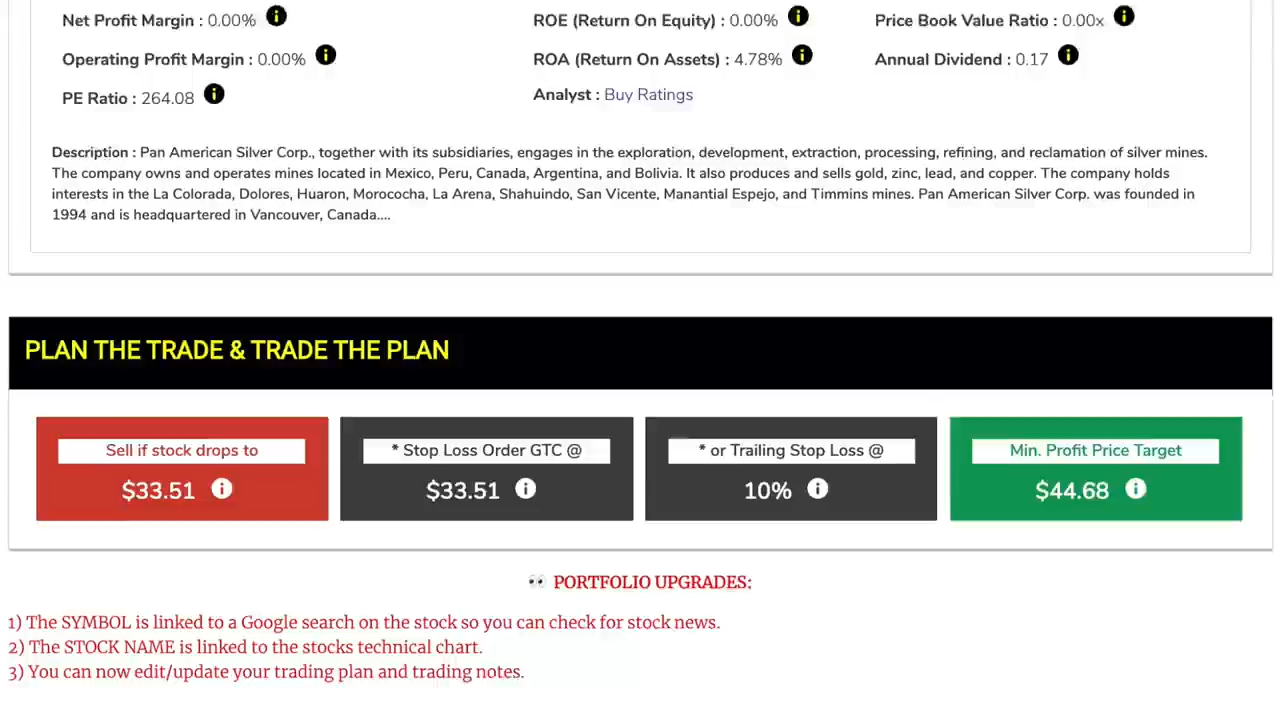 Net Profit Margin : 0.00% ROE (Return On Equity) : 0.00% Price Book Value Ratio : 0.00x
Operating Profit Margin : 0.00% ROA (Return On Assets) : 4.78% Annual Dividend : 0.17
PE Ratio : 264.08 Analyst : Buy Ratings
Description : Pan American Silver Corp., together with its subsidiaries, engages in the exploration, development, extraction, processing, refining, and reclamation of silver mines.
The company owns and operates mines located in Mexico, Peru, Canada, Argentina, and Bolivia. It also produces and sells gold, zinc, lead, and copper. The company holds
interests in the La Colorada, Dolores, Huaron, Morococha, La Arena, Shahuindo, San Vicente, Manantial Espejo, and Timmins mines. Pan American Silver Corp. was founded in
1994 and is headquartered in Vancouver, Canada....
PLAN THE TRADE & TRADE THE PLAN
Sell if stock drops to
$33.51
* Stop Loss Order GTC @
$33.51
* or Trailing Stop Loss @
10%
Min. Profit Price Target
$44.68
👀 PORTFOLIO UPGRADES:
1) The SYMBOL is linked to a Google search on the stock so you can check for stock news.
2) The STOCK NAME is linked to the stocks technical chart.
3) You can now edit/update your trading plan and trading notes.